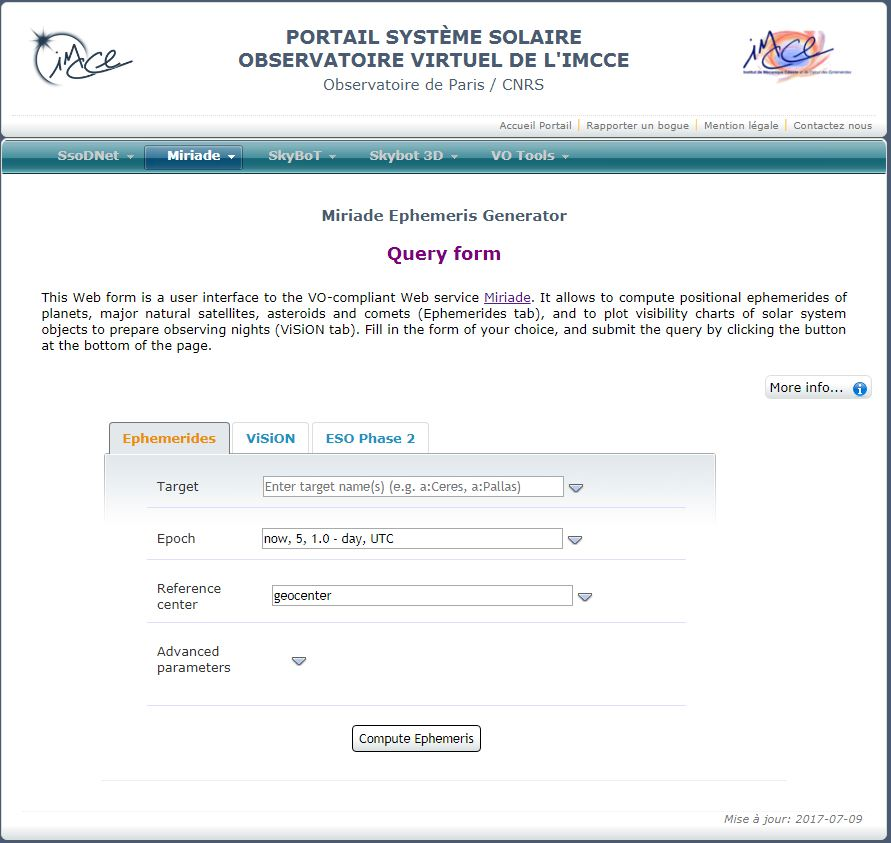 imcce
PORTAIL SYSTÈME SOLAIRE
OBSERVATOIRE VIRTUEL DE L'IMCCE
Observatoire de Paris / CNRS
imcce
Accueil Portail | Rapporter un bogue | Mention légale | Contactez nous
SsoDNet Miriade SkyBoT Skybot 3D VO Tools
Miriade Ephemeris Generator
Query form
This Web form is a user interface to the VO-compliant Web service Miriade. It allows to compute positional ephemerides of
planets, major natural satellites, asteroids and comets (Ephemerides tab), and to plot visibility charts of solar system
objects to prepare observing nights (ViSiON tab). Fill in the form of your choice, and submit the query by clicking the button
at the bottom of the page.
More info... i
Ephemerides ViSiON ESO Phase 2
Target Enter target name(s) (e.g. a:Ceres, a:Pallas)
Epoch now, 5, 1.0 - day, UTC
Reference
center geocenter
Advanced
parameters
Compute Ephemeris
Mise à jour: 2017-07-09